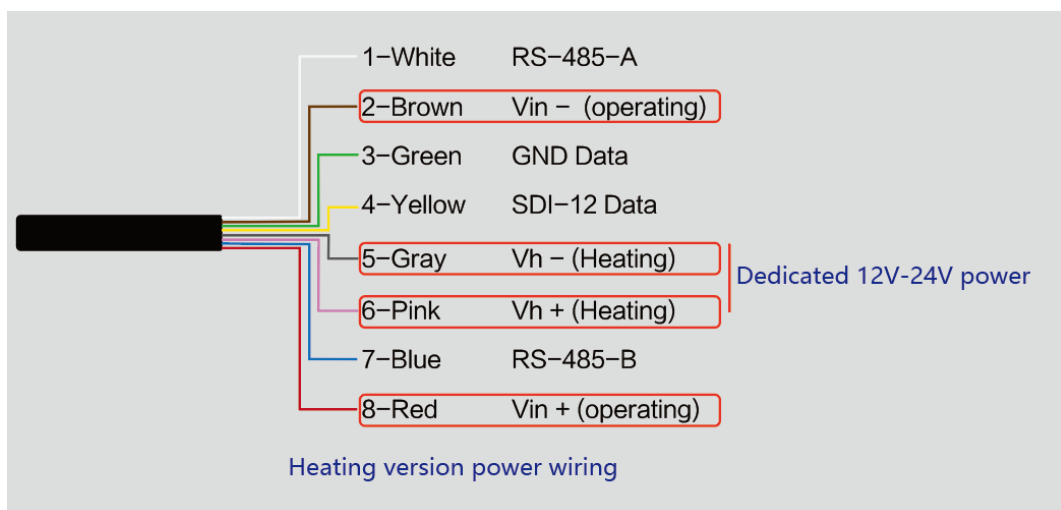 1-White RS-485-A
2-Brown Vin - (operating)
3-Green GND Data
4-Yellow SDI-12 Data
5-Gray Vh - (Heating)
Dedicated 12V-24V power
6-Pink Vh + (Heating)
7-Blue RS-485-B
8-Red Vin + (operating)
Heating version power wiring